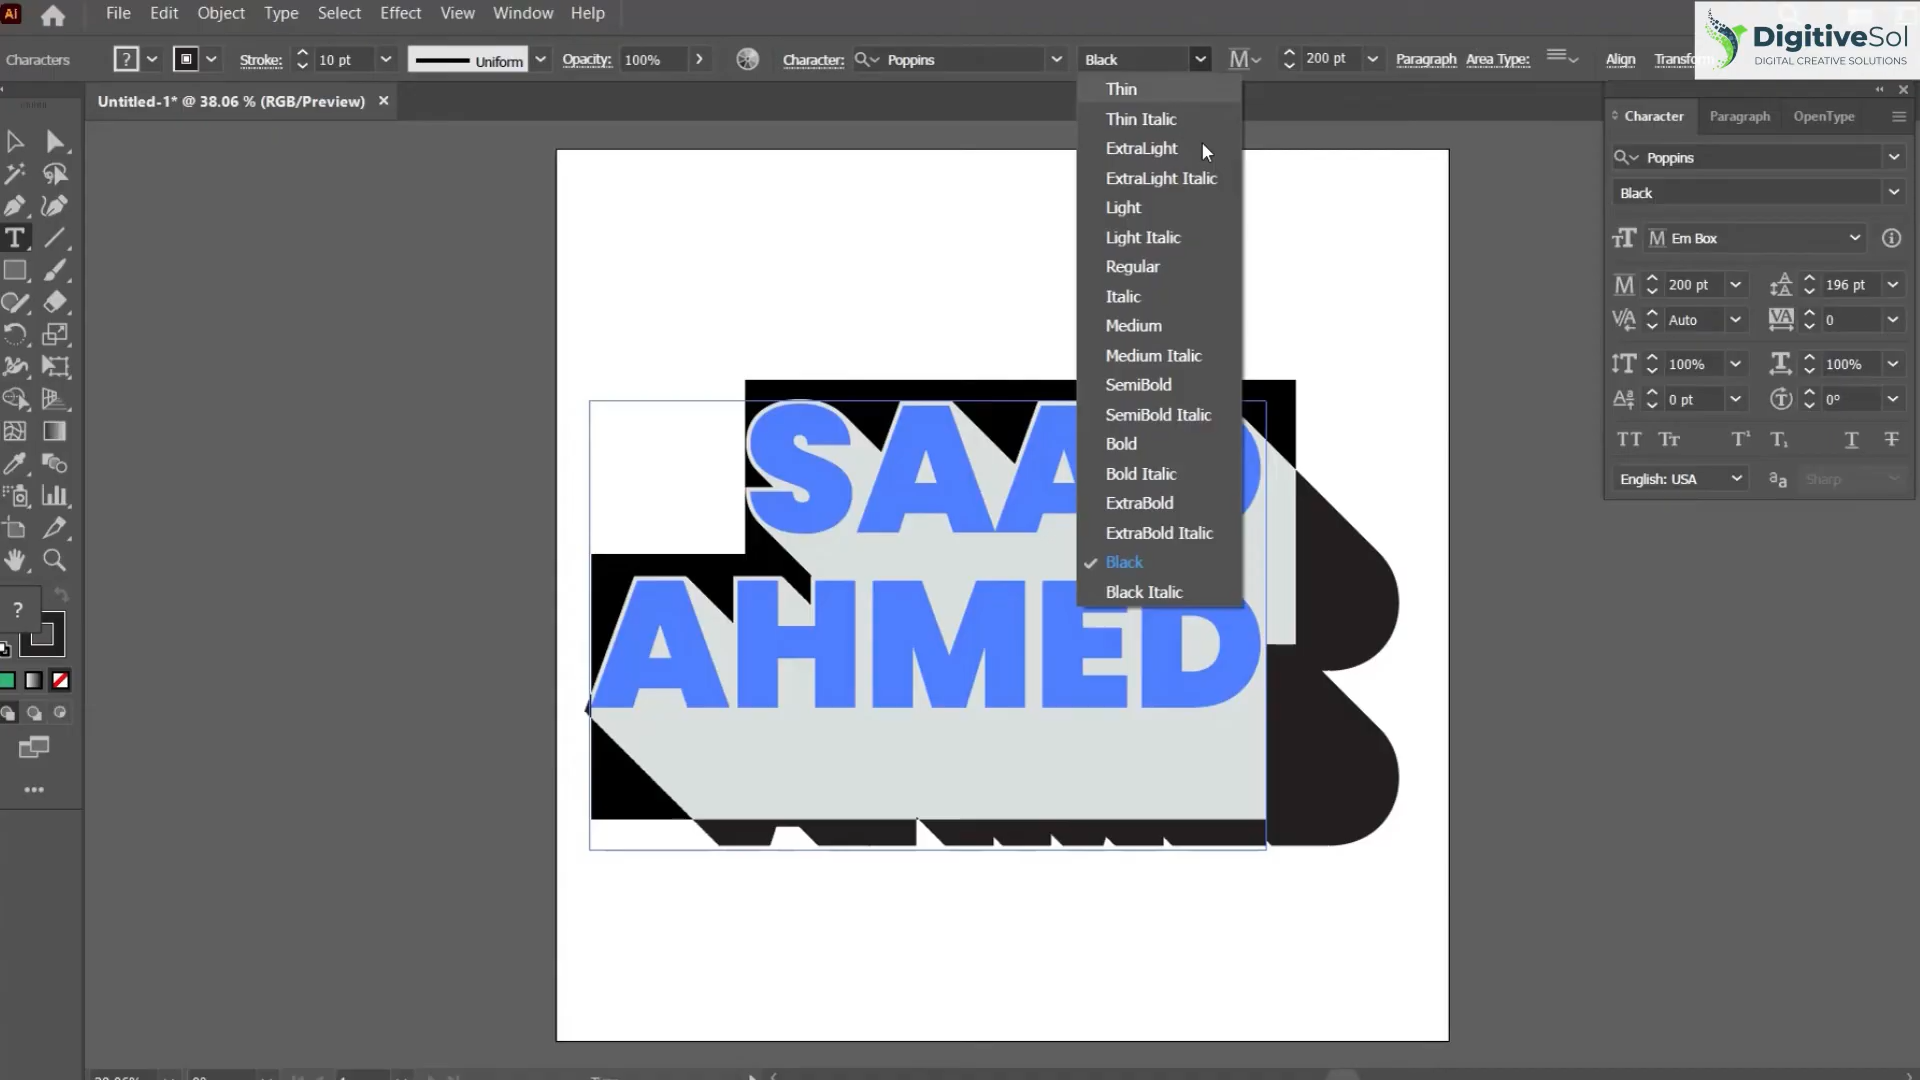 Ai File Edit Object Type Select Effect View Window Help
DigitiveSol
DIGITAL CREATIVE SOLUTIONS
Characters ? Stroke: 10 pt Uniform Opacity: 100% Character: Poppins Black 200 pt Paragraph Area Type: Align
Untitled-1* @ 38.06 % (RGB/Preview)
Thin
Thin Italic
ExtraLight
ExtraLight Italic
Light
Light Italic
Regular
Italic
Medium
Medium Italic
SemiBold
SemiBold Italic
Bold
Bold Italic
ExtraBold
ExtraBold Italic
Black
Black Italic
AHMED
?
Character Paragraph OpenType
Poppins
Black
Em Box
200 pt 196 pt
Auto 0
100% 100%
0 pt 0°
English: USA Sharp